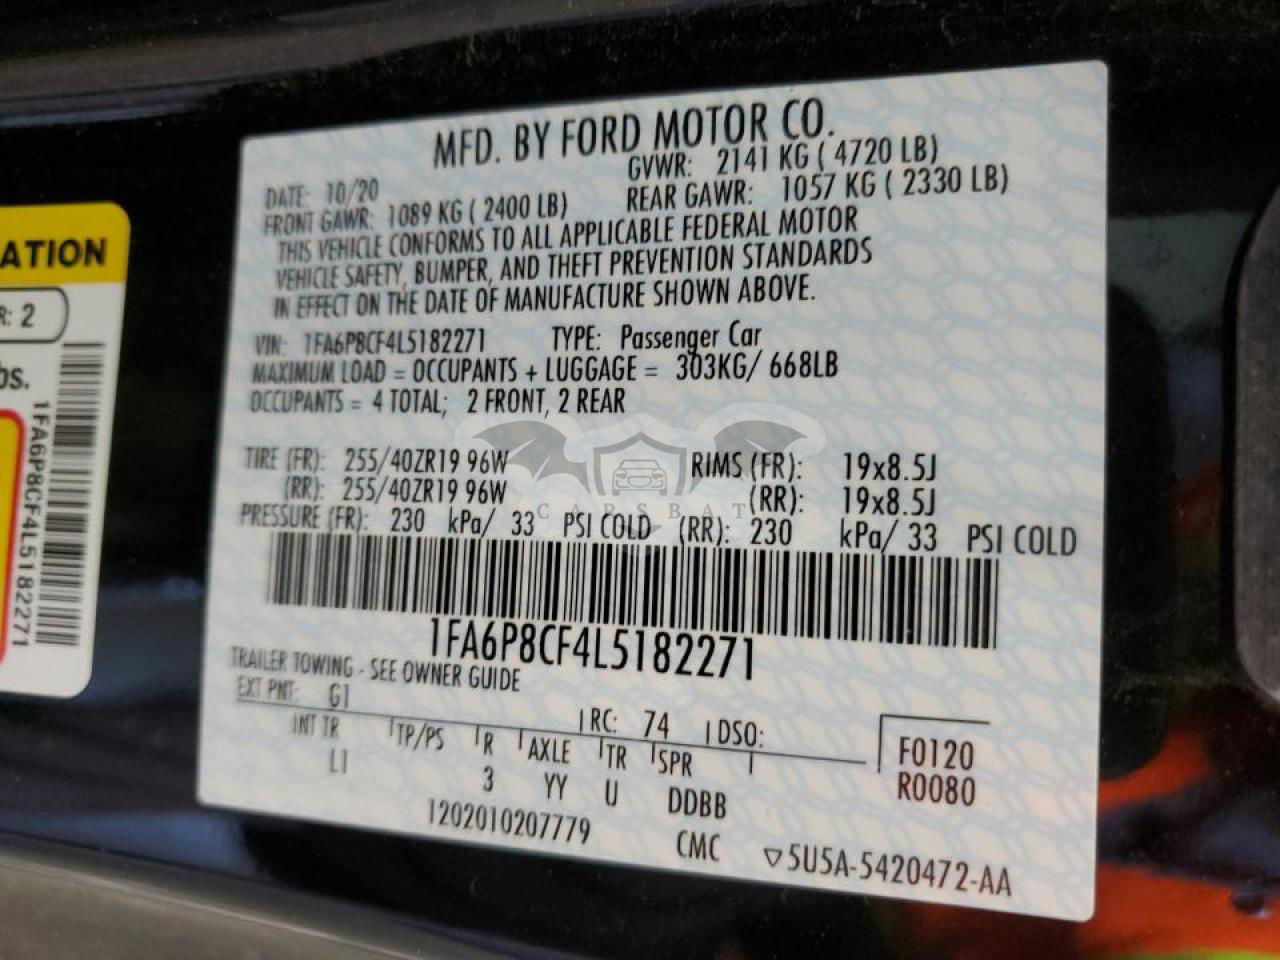 MFD. BY FORD MOTOR CO.
DATE: 10/20 GVWR: 2141 KG ( 4720 LB)
FRONT GAWR: 1089 KG ( 2400 LB) REAR GAWR: 1057 KG ( 2330 LB)
THIS VEHICLE CONFORMS TO ALL APPLICABLE FEDERAL MOTOR
VEHICLE SAFETY, BUMPER, AND THEFT PREVENTION STANDARDS
IN EFFECT ON THE DATE OF MANUFACTURE SHOWN ABOVE.
VIN: 1FA6P8CF4L5182271 TYPE: Passenger Car
MAXIMUM LOAD = OCCUPANTS + LUGGAGE = 303KG/ 668LB
OCCUPANTS = 4 TOTAL; 2 FRONT, 2 REAR
TIRE (FR): 255/40ZR19 96W RIMS (FR): 19x8.5J
(RR): 255/40ZR19 96W (RR): 19x8.5J
PRESSURE (FR): 230 kPa/ 33 PSI COLD (RR): 230 kPa/ 33 PSI COLD
1FA6P8CF4L5182271
TRAILER TOWING - SEE OWNER GUIDE
EXT PNT: G1 RC: 74 DSO:
INT TR TP/PS R AXLE TR SPR F0120
L1 3 YY U DDBB R0080
1202010207779 CMC ▽5U5A-5420472-AA
ATION
R: 2
bs.
1FA6P8CF4L5182271
CARSBAT